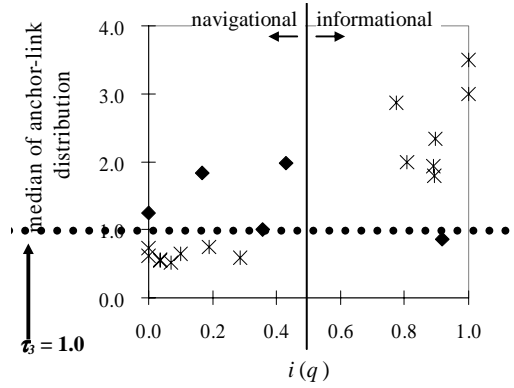 navigational informational
4.0
3.0
2.0
1.0
0.0
median of anchor-link
distribution
τ3 = 1.0
0.0 0.2 0.4 0.6 0.8 1.0
i (q)